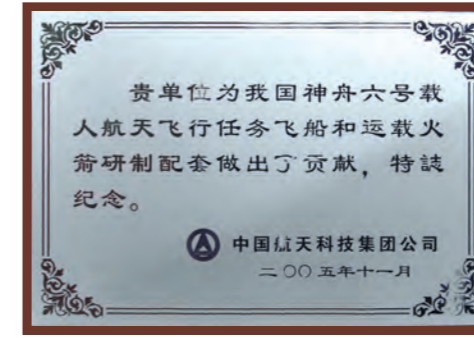 贵单位为我国神舟六号载
人航天飞行任务飞船和运载火
箭研制配套做出了贡献，特誌
纪念。
中国航天科技集团公司
二〇〇五年十一月